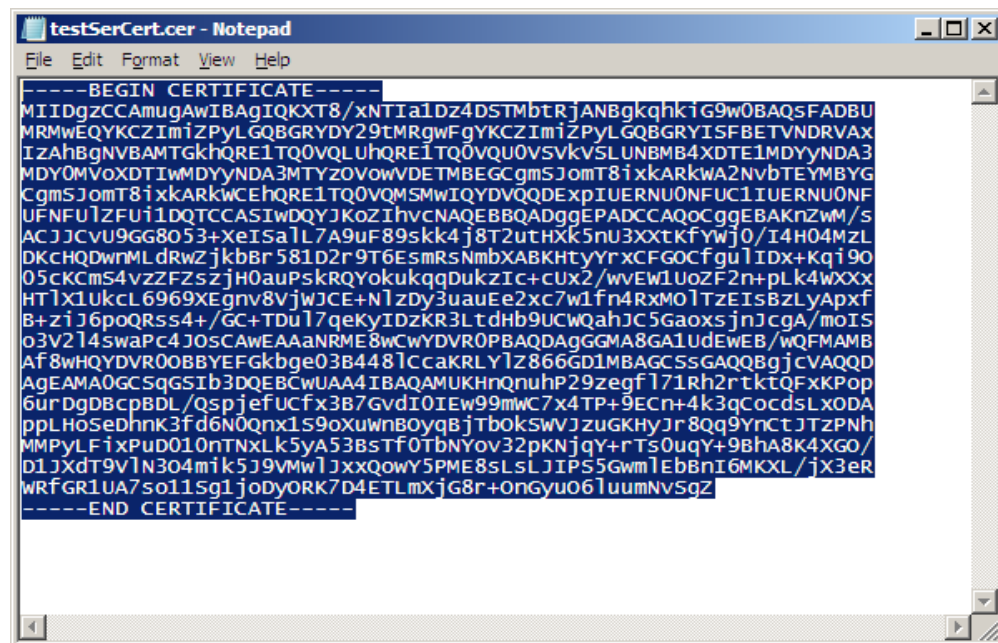 testSerCert.cer - Notepad
File Edit Format View Help
-----BEGIN CERTIFICATE-----
MIIDgzCCAmugAwIBAgIQKXT8/xNTIa1Dz4DSTMbtRjANBgkqhkiG9w0BAQsFADBU
MRMwEQYKCZImiZPyLGQBGRYDY29tMRgwFgYKCZImiZPyLGQBGRYISFBETVNDRVAx
IzAhBgNVBAMTGkhQRE1TQ0VQLUhQRE1TQ0VQU0VSVkVSLUNBMB4XDTE1MDYyNDA3
MDY0MVoXDTIwMDYyNDA3MTYzOVowVDETMBEGCgmSJomT8ixkARkWA2NvbTEYMBYG
CgmSJomT8ixkARkWCEhQRE1TQ0VQMSMwIQYDVQQDExpIUERNU0NFUC1IUERNU0NF
UFNFUlZFUi1DQTCCASIwDQYJKoZIhvcNAQEBBQADggEPADCCAQoCggEBAKnZwM/s
ACJJCvU9GG8O53+XeISalL7A9uF89skk4j8T2utHXk5nU3XXtKfYWj0/I4H04MzL
DKcHQDwnMLdRwZjkbBr581D2r9T6EsmRsNmbXABKHtyYrxCFGOCfgulIDx+Kqi9O
05cKCmS4vzZFZszjH0auPskRQYokukqqDukzIc+cUx2/wvEW1UoZF2n+pLk4WXXx
HTlX1UkcL6969XEgnv8VjWJCE+NlzDy3uauEe2xc7w1fn4RxMOlTzEIsBzLyApxf
B+ziJ6poQRss4+/GC+TDul7qeKyIDzKR3LtdHb9UCWQahJC5GaoxsjnJcgA/moIS
o3V2l4swaPc4JOsCAwEAAaNRME8wCwYDVR0PBAQDAgGGMA8GA1UdEwEB/wQFMAMB
Af8wHQYDVR0OBBYEFGkbge03B448lCcaKRLYlZ866GD1MBAGCSsGAQQBgjcVAQQD
AgEAMA0GCSqGSIb3DQEBCwUAA4IBAQAMUKHnQnuhP29zegfl71Rh2rtktQFxKPop
6urDgDBcpBDL/QspjefUCfx3B7GvdI0IEw99mWC7x4TP+9ECn+4k3qCocdsLxODA
ppLHoSeDhnK3fd6N0Qnx1S9oXuWnBOyqBjTbOkSWVJzuGKHyJr8Qq9YnCtJTzPNh
MMPyLFixPuD010nTNxLk5yA53BsTf0TbNYov32pKNjqY+rTs0uqY+9BhA8K4XGO/
D1JXdT9VlN3O4mik5J9VMwlJxxQowY5PME8sLsLJIPS5GwmlEbBnI6MKXL/jX3eR
WRfGR1UA7so11Sg1joDyORK7D4ETLmXjG8r+OnGyuO6luumNvSgZ
-----END CERTIFICATE-----